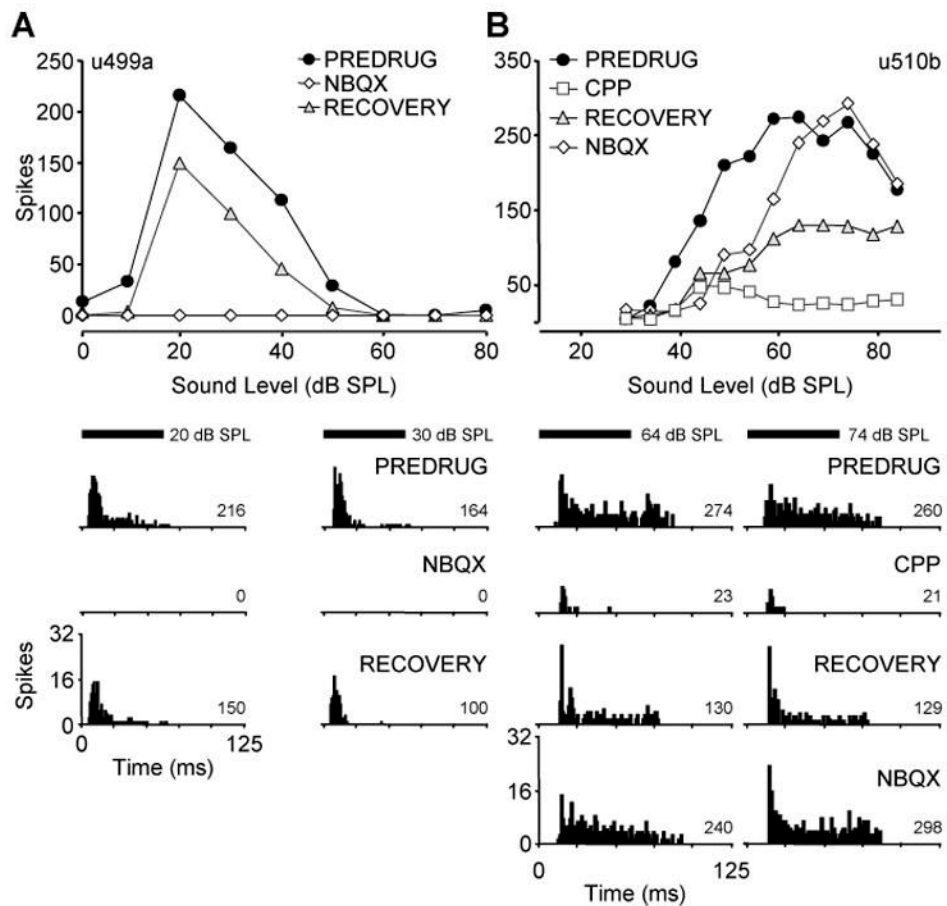 A
B
u499a
PREDRUG
NBQX
RECOVERY
250
200
150
100
50
0
Spikes
0 20 40 60 80
Sound Level (dB SPL)
u510b
PREDRUG
CPP
RECOVERY
NBQX
350
250
150
50
20 40 60 80
Sound Level (dB SPL)
20 dB SPL
30 dB SPL
PREDRUG
216
164
NBQX
0
0
RECOVERY
32
16
0
Spikes
150
100
0 125
Time (ms)
64 dB SPL
74 dB SPL
PREDRUG
274
260
CPP
23
21
RECOVERY
130
129
32
16
0
NBQX
240
298
0 125
Time (ms)